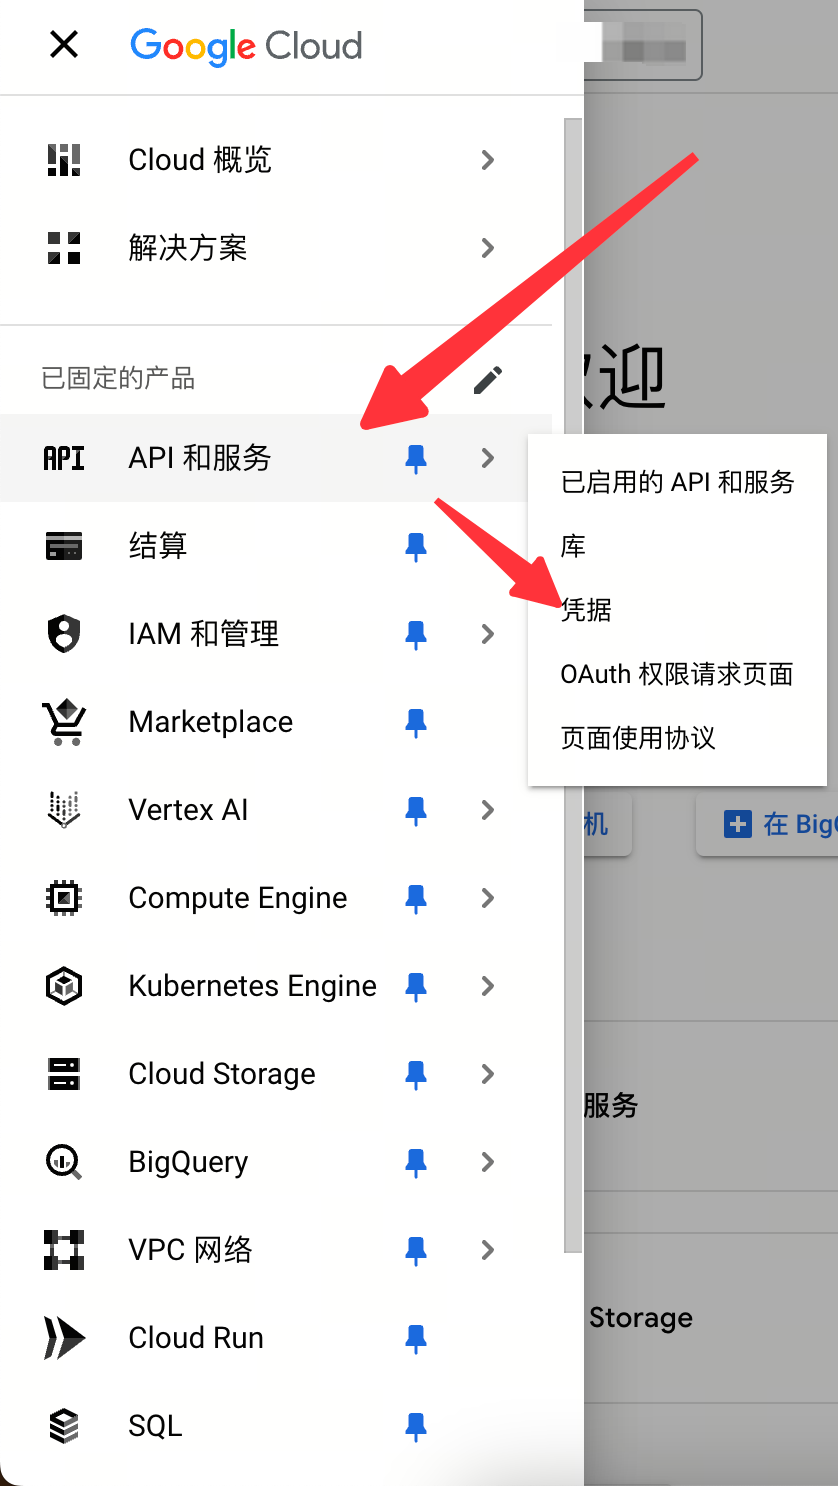 Google Cloud
Cloud 概览
解决方案
已固定的产品
迎
API
API 和服务
已启用的 API 和服务
结算
库
凭据
IAM 和管理
OAuth 权限请求页面
Marketplace
页面使用协议
Vertex AI
机
在 Big
Compute Engine
Kubernetes Engine
Cloud Storage
服务
BigQuery
VPC 网络
Storage
Cloud Run
SQL